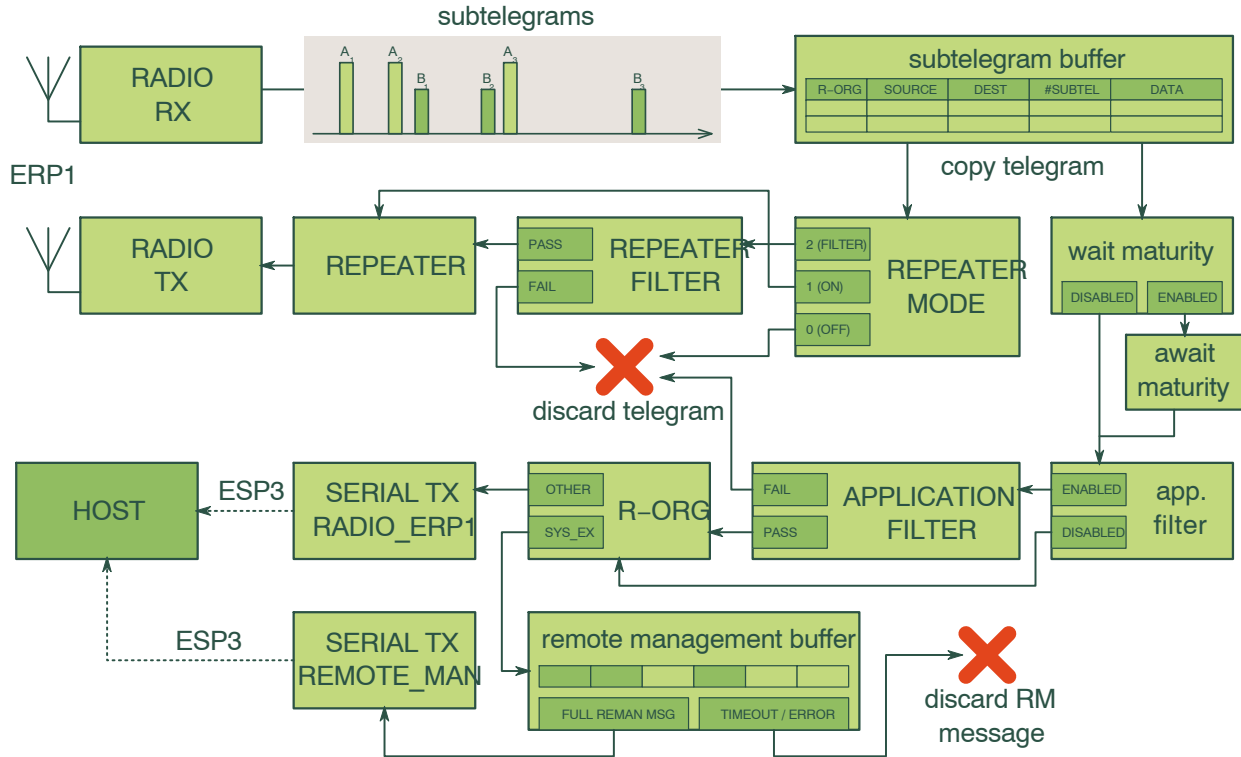 subtelegrams
A1 A2 A3
B1 B2 B3
RADIO
RX
subtelegram buffer
R-ORG SOURCE DEST #SUBTEL DATA
ERP1
copy telegram
RADIO
TX
REPEATER
PASS
FAIL
REPEATER
FILTER
2 (FILTER)
1 (ON)
0 (OFF)
REPEATER
MODE
wait maturity
DISABLED ENABLED
await
maturity
discard telegram
HOST
ESP3
SERIAL TX
RADIO_ERP1
OTHER
SYS_EX
R−ORG
FAIL
PASS
APPLICATION
FILTER
ENABLED
DISABLED
app.
filter
ESP3
SERIAL TX
REMOTE_MAN
remote management buffer
FULL REMAN MSG TIMEOUT / ERROR
discard RM
message